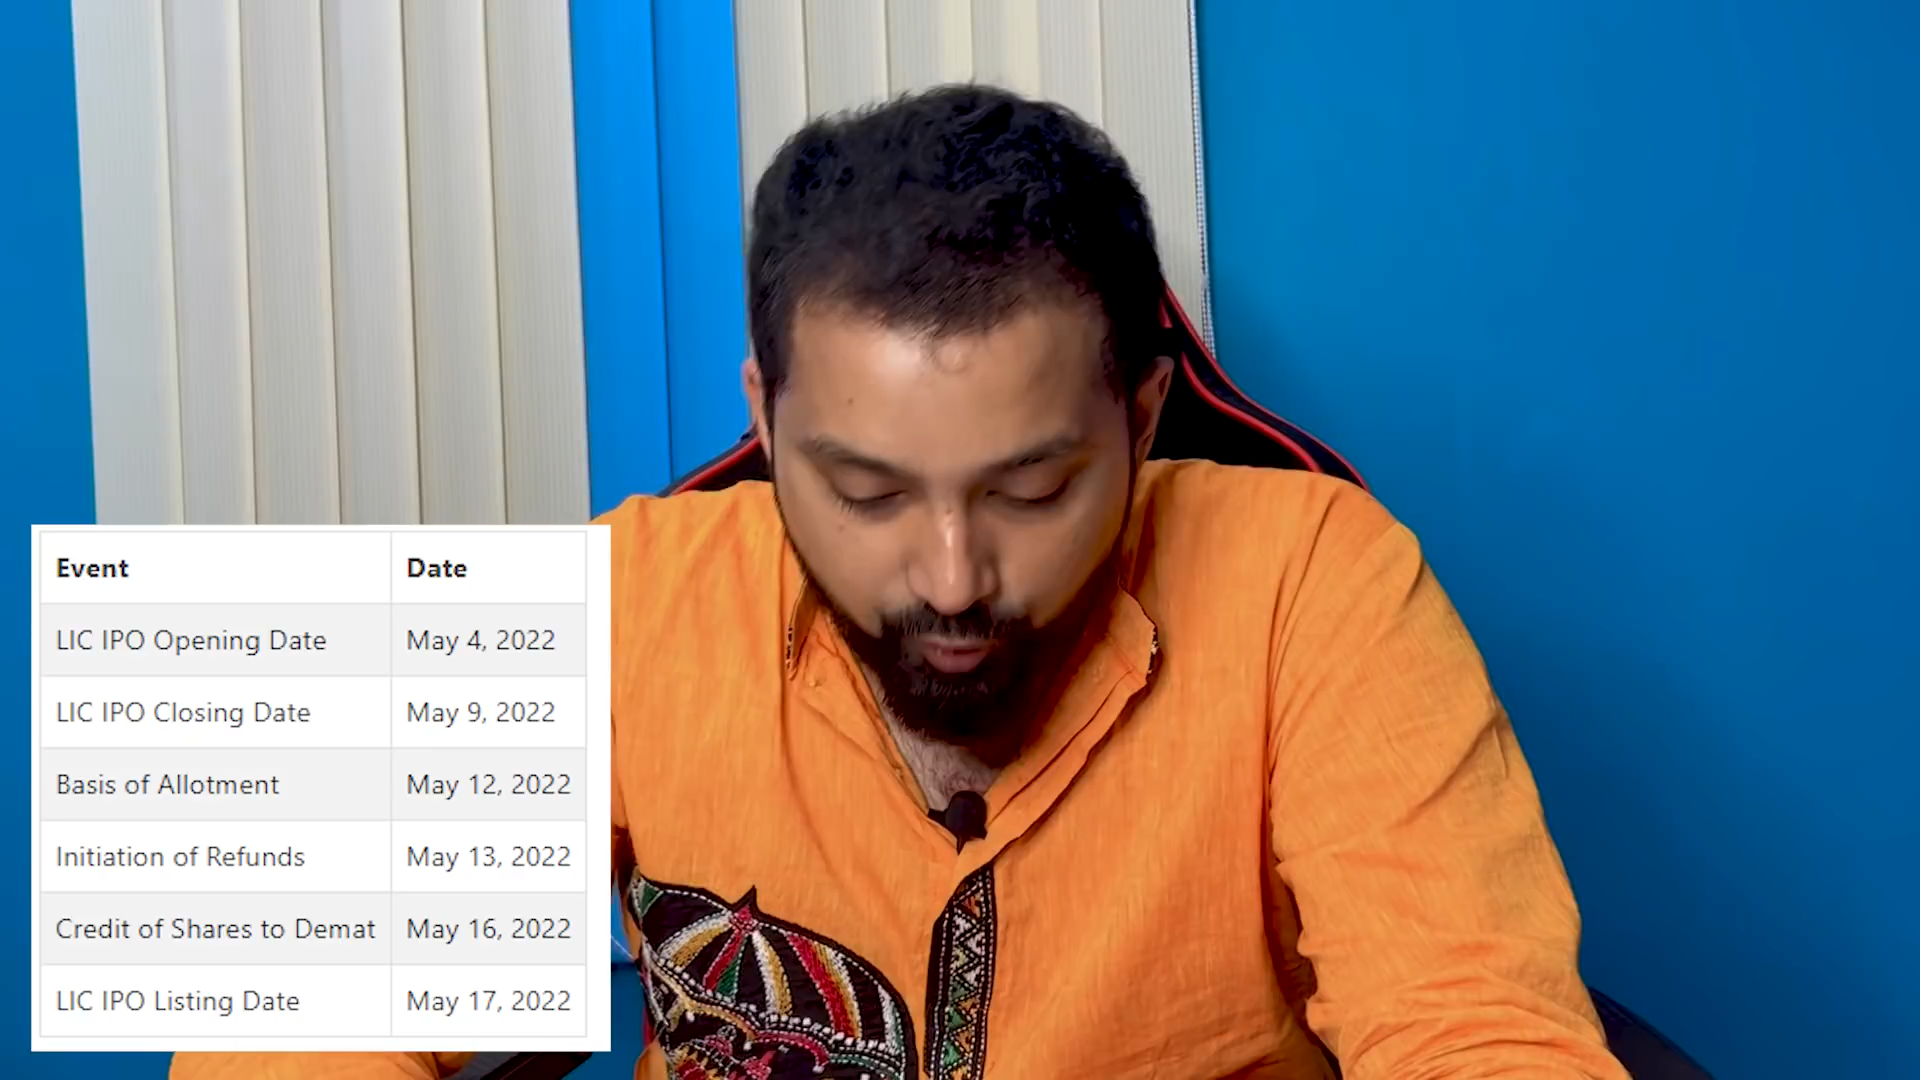 Event Date
LIC IPO Opening Date May 4, 2022
LIC IPO Closing Date May 9, 2022
Basis of Allotment May 12, 2022
Initiation of Refunds May 13, 2022
Credit of Shares to Demat May 16, 2022
LIC IPO Listing Date May 17, 2022